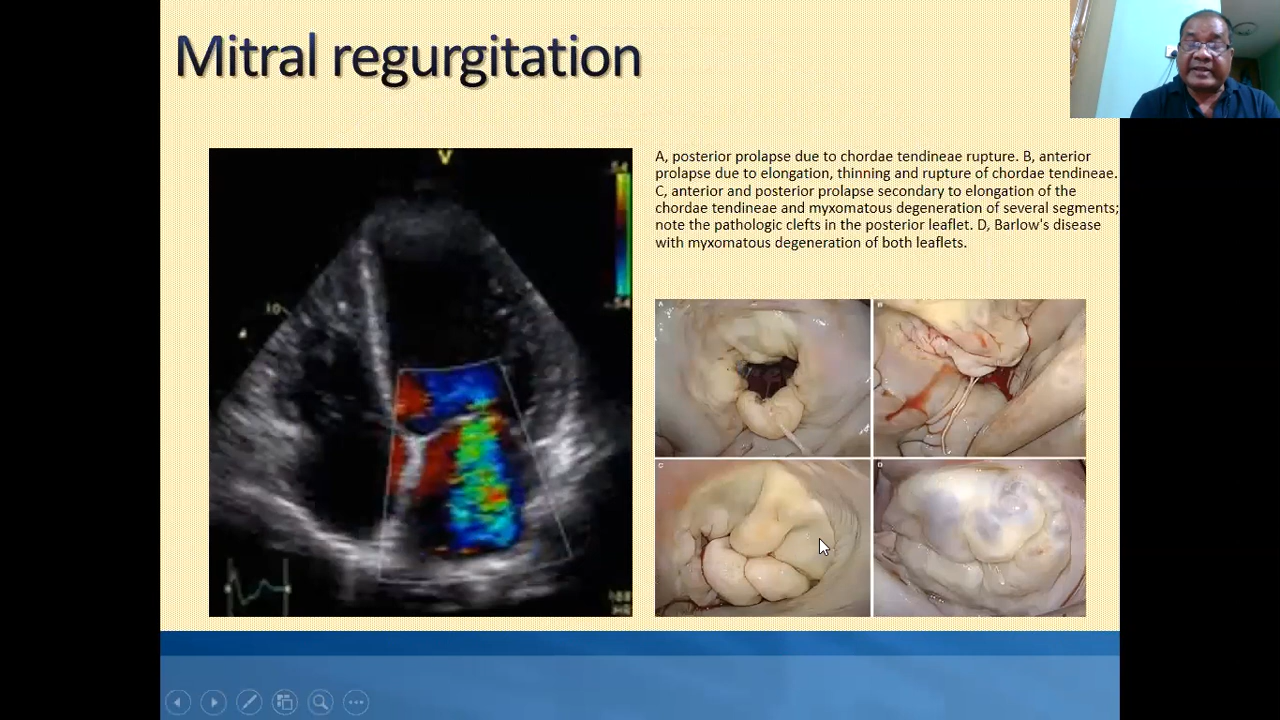 Mitral regurgitation
A, posterior prolapse due to chordae tendineae rupture. B, anterior
prolapse due to elongation, thinning and rupture of chordae tendineae.
C, anterior and posterior prolapse secondary to elongation of the
chordae tendineae and myxomatous degeneration of several segments;
note the pathologic clefts in the posterior leaflet. D, Barlow's disease
with myxomatous degeneration of both leaflets.
V
10
A
B
C
D